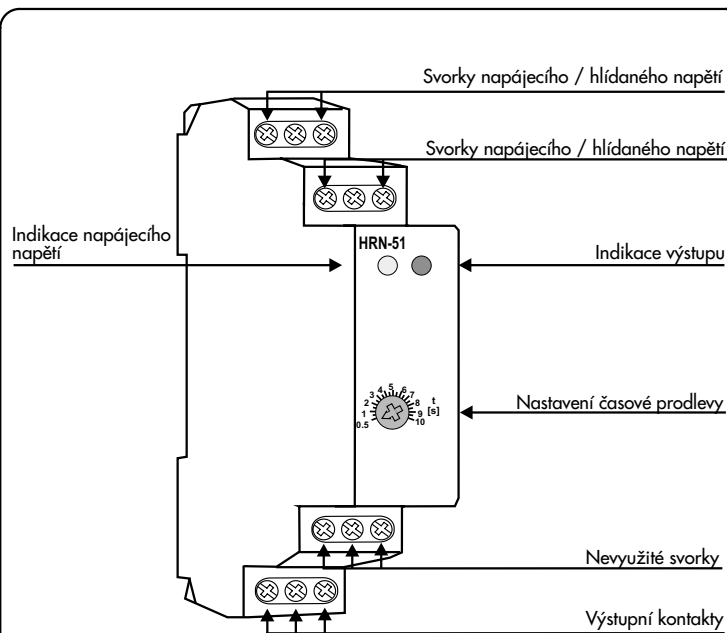 Svorky napájecího / hlídaného napětí
Svorky napájecího / hlídaného napětí
Indikace napájecího
napětí
HRN-51
Indikace výstupu
0.5 1 2 3 4 5 6 7 8 9 10
t
[s]
Nastavení časové prodlevy
Nevyužité svorky
Výstupní kontakty